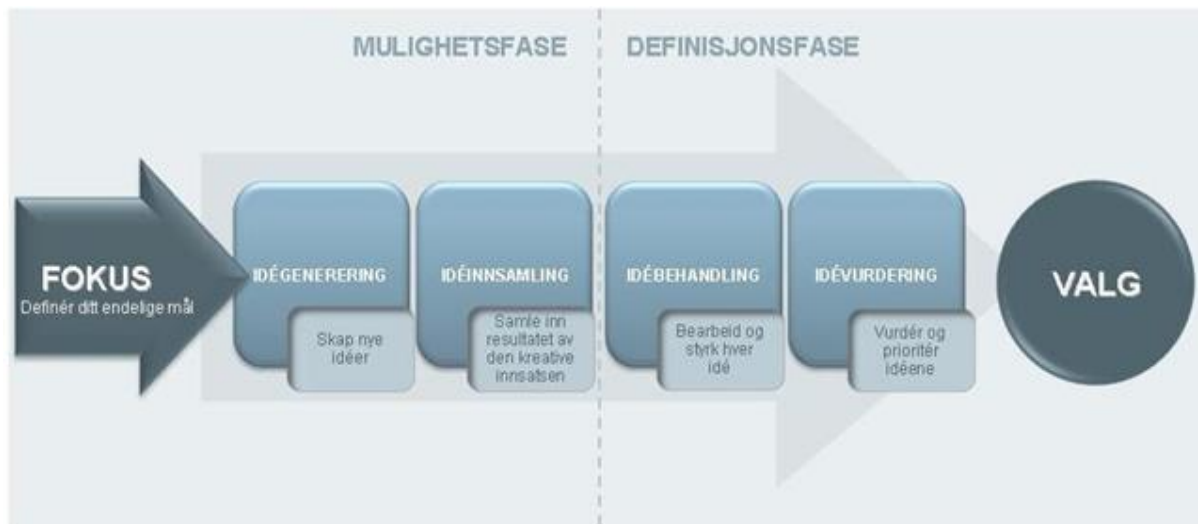 MULIGHETSFASE
DEFINISJONSFASE
FOKUS
Definér ditt endelige mål
IDÉGENERERING
Skap nye
idéer
IDÉINNSAMLING
Samle inn
resultatet av
den kreative
innsatsen
IDÉBEHANDLING
Bearbeid og
styrk hver
idé
IDÉVURDERING
Vurdér og
prioritér
idéene
VALG